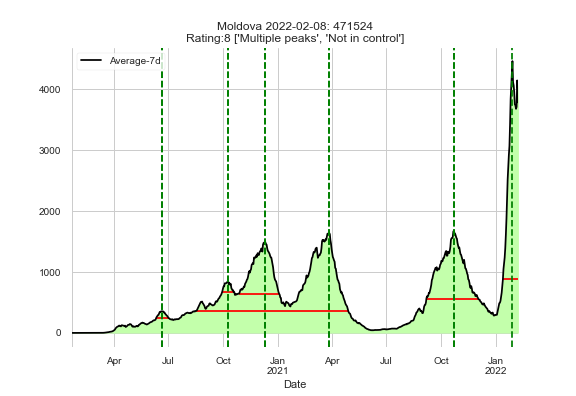 Moldova 2022-02-08: 471524
Rating:8 ['Multiple peaks', 'Not in control']
Average-7d
4000
3000
2000
1000
0
Apr Jul Oct Jan Apr Jul Oct Jan
2021 2022
Date